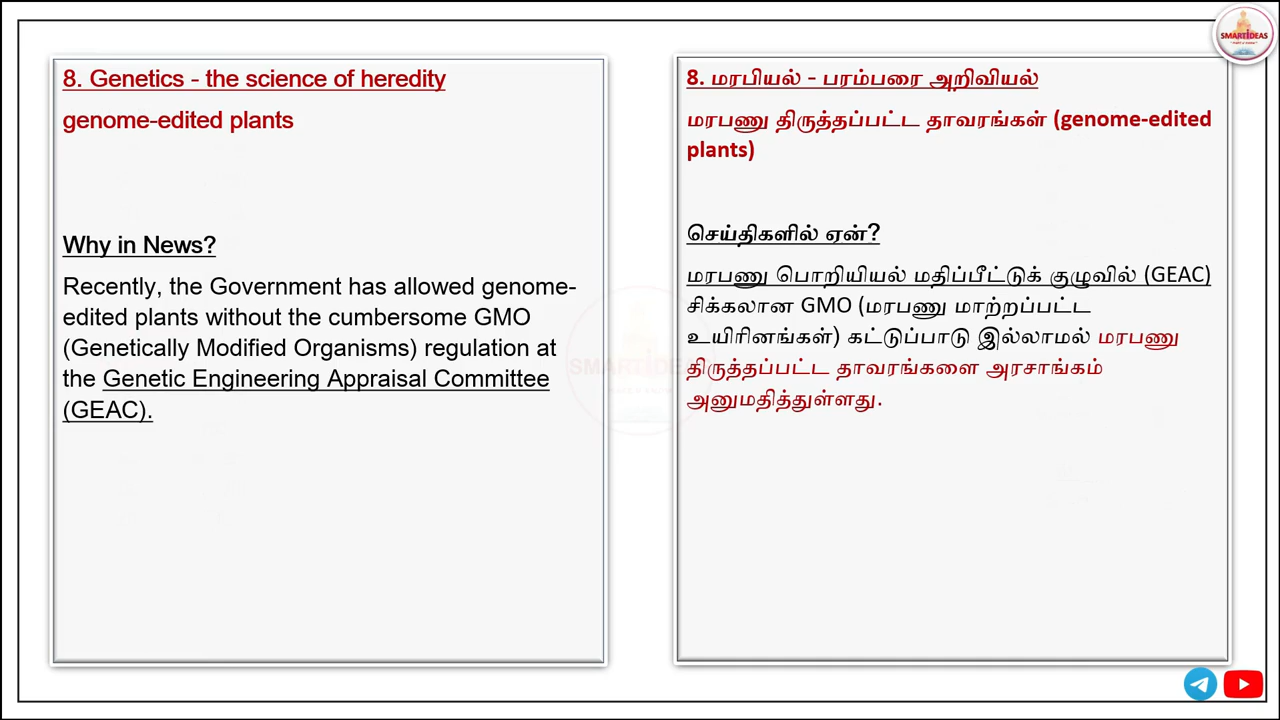 SMARTIDEAS
8. Genetics - the science of heredity
genome-edited plants
Why in News?
Recently, the Government has allowed genome-
edited plants without the cumbersome GMO
(Genetically Modified Organisms) regulation at
the Genetic Engineering Appraisal Committee
(GEAC).
8. மரபியல் - பரம்பரை அறிவியல்
மரபணு திருத்தப்பட்ட தாவரங்கள் (genome-edited
plants)
செய்திகளில் ஏன்?
மரபணு பொறியியல் மதிப்பீட்டுக் குழுவில் (GEAC)
சிக்கலான GMO (மரபணு மாற்றப்பட்ட
உயிரினங்கள்) கட்டுப்பாடு இல்லாமல் மரபணு
திருத்தப்பட்ட தாவரங்களை அரசாங்கம்
அனுமதித்துள்ளது.
SMARTIDEAS